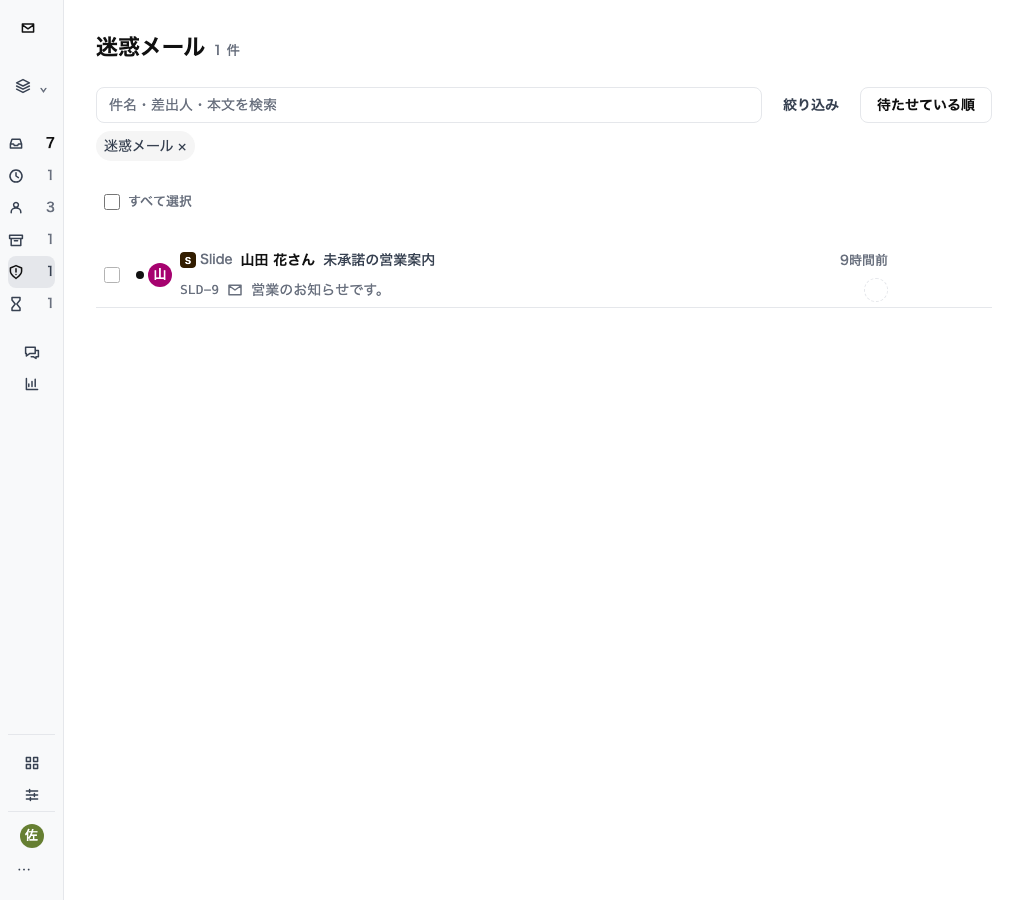 迷惑メール 1 件
件名・差出人・本文を検索
絞り込み
待たせている順
迷惑メール ×
7
1
3
1
1
1
すべて選択
山
s Slide 山田 花さん 未承諾の営業案内
9時間前
SLD-9 営業のお知らせです。
佐
…